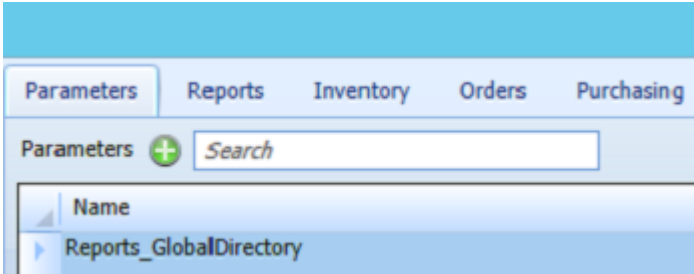 Parameters Reports Inventory Orders Purchasing
Parameters Search
Name
Reports_GlobalDirectory